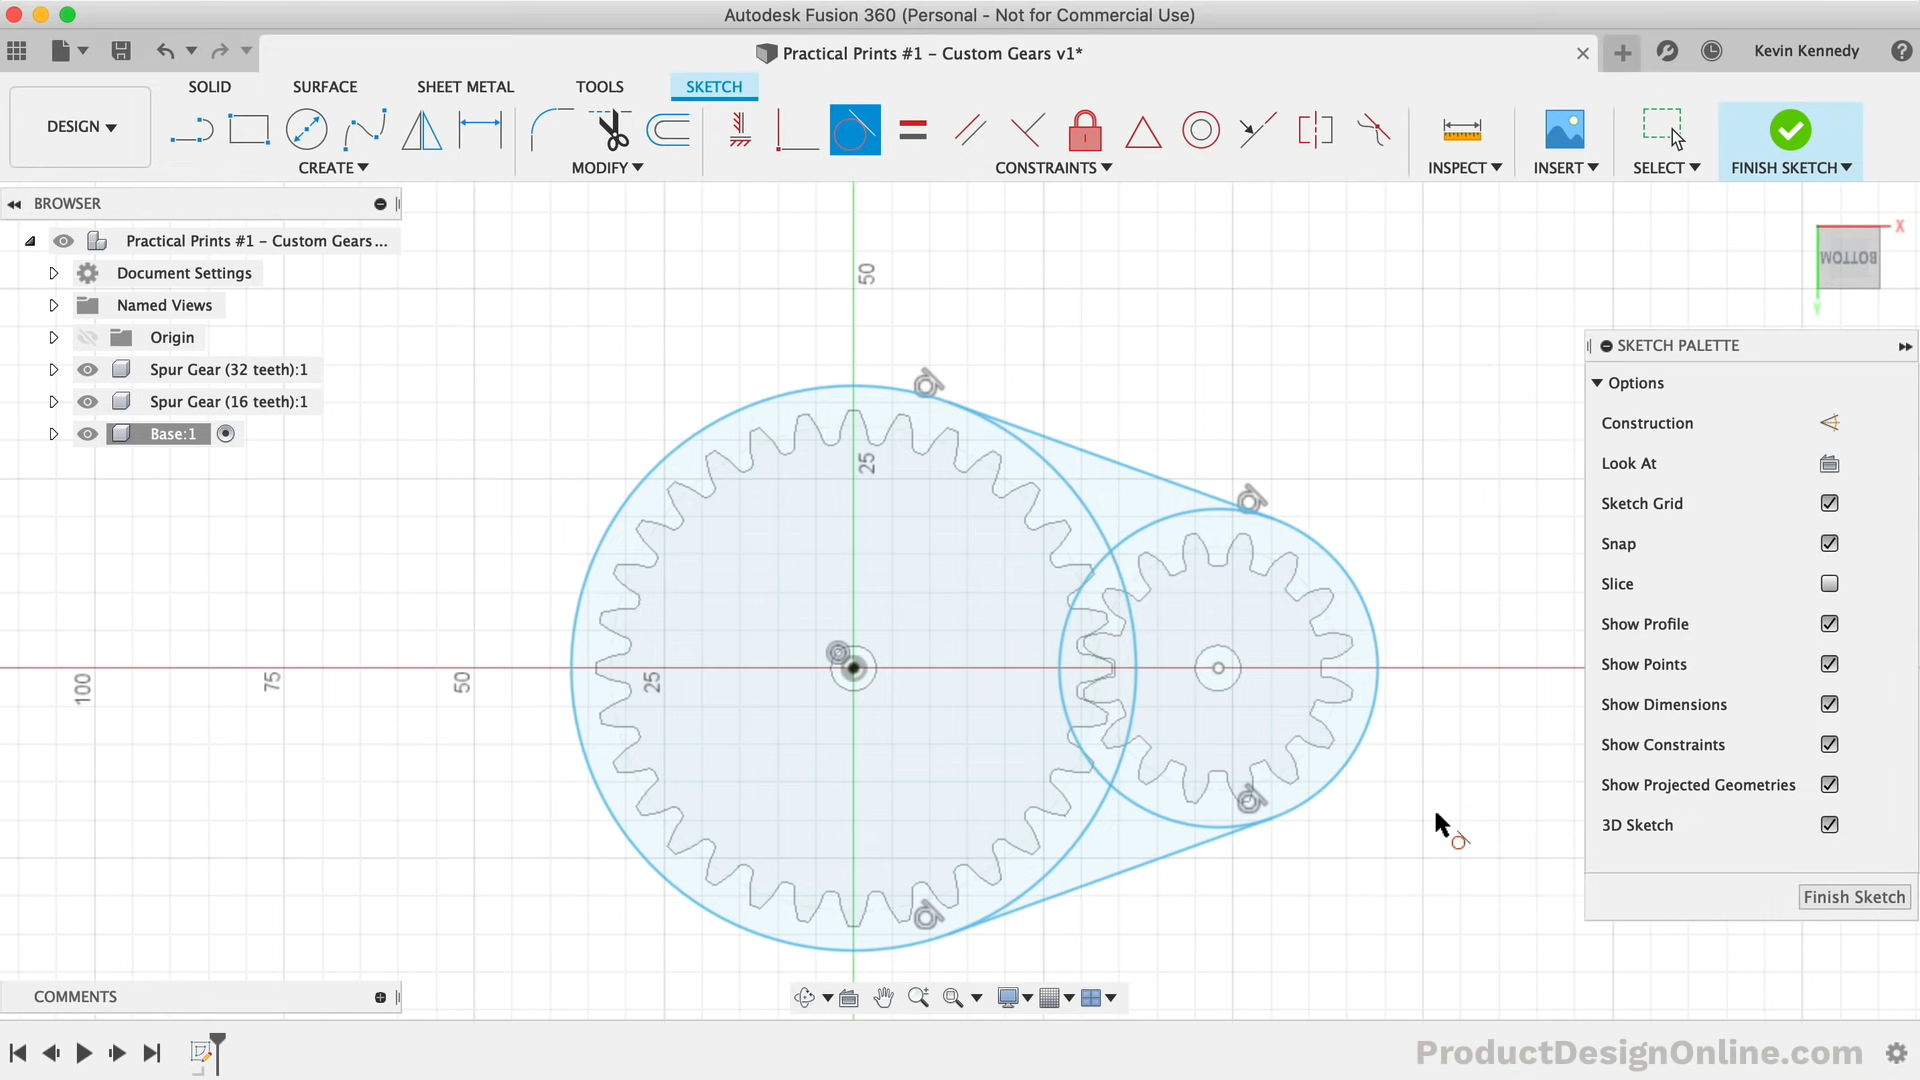 Autodesk Fusion 360 (Personal - Not for Commercial Use)
Practical Prints #1 – Custom Gears v1*
Kevin Kennedy
SOLID SURFACE SHEET METAL TOOLS SKETCH
DESIGN
CREATE MODIFY CONSTRAINTS INSPECT INSERT SELECT FINISH SKETCH
BROWSER
Practical Prints #1 – Custom Gears...
Document Settings
Named Views
Origin
Spur Gear (32 teeth):1
Spur Gear (16 teeth):1
Base:1
X
BOTTOM
Y
50
25
100
75
50
25
SKETCH PALETTE
Options
Construction
Look At
Sketch Grid
Snap
Slice
Show Profile
Show Points
Show Dimensions
Show Constraints
Show Projected Geometries
3D Sketch
Finish Sketch
COMMENTS
ProductDesignOnline.com